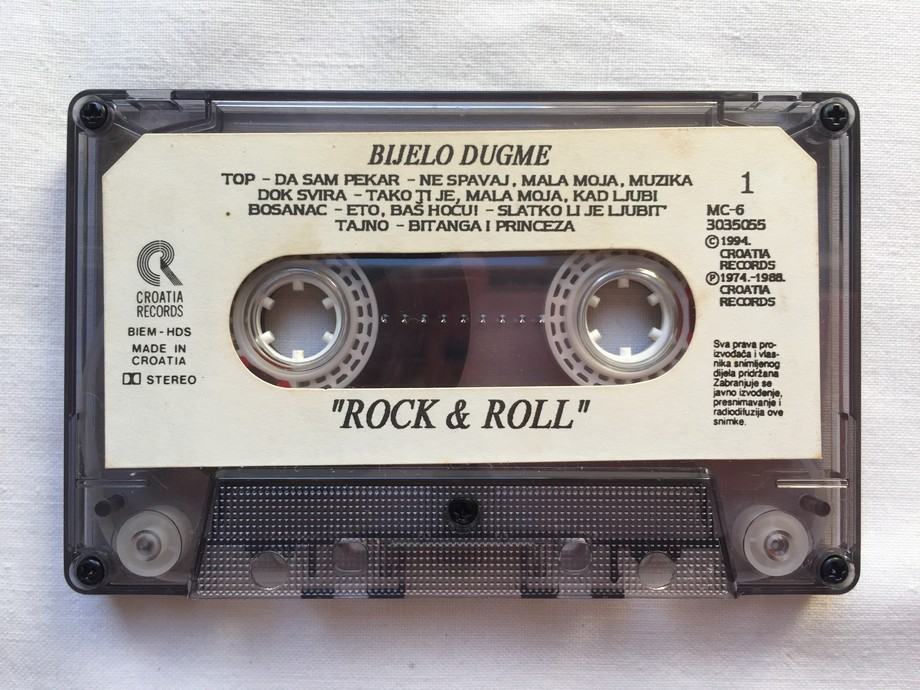 BIJELO DUGME
TOP - DA SAM PEKAR - NE SPAVAJ, MALA MOJA, MUZIKA
DOK SVIRA - TAKO TI JE, MALA MOJA, KAD LJUBI
BOSANAC - ETO, BAŠ HOĆU! - SLATKO LI JE LJUBIT'
TAJNO - BITANGA I PRINCEZA
1
MC-6
3035055
©1994.
CROATIA
RECORDS
℗1974.-1988.
CROATIA
RECORDS
CROATIA
RECORDS
BIEM-HDS
MADE IN
CROATIA
STEREO
Sva prava pro-
izvođača i vlas-
nika snimljenog
dijela pridržana
Zabranjuje se
javno izvođenje,
presnimavanje i
radiodifuzija ove
snimke.
"ROCK & ROLL"